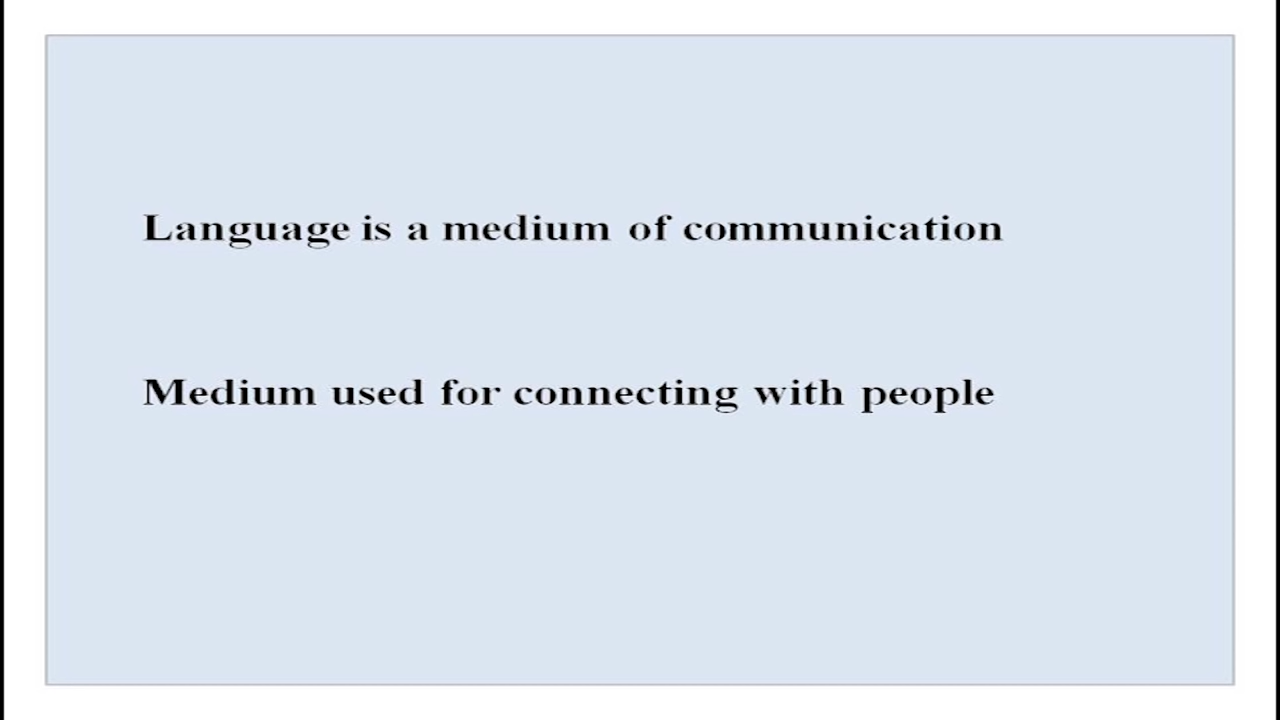 Language is a medium of communication
Medium used for connecting with people